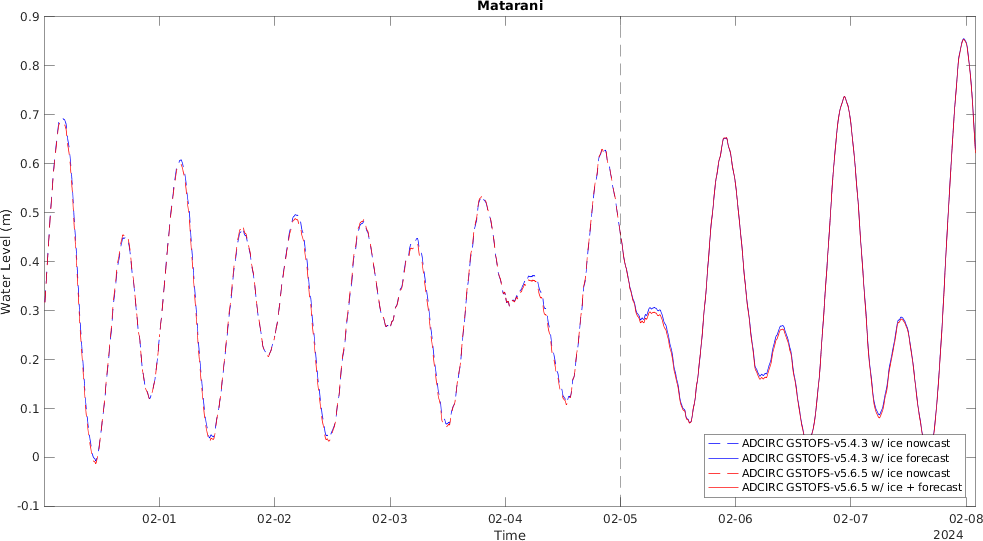 Matarani
0.9
0.8
0.7
0.6
0.5
0.4
0.3
0.2
0.1
0
-0.1
Water Level (m)
ADCIRC GSTOFS-v5.4.3 w/ ice nowcast
ADCIRC GSTOFS-v5.4.3 w/ ice forecast
ADCIRC GSTOFS-v5.6.5 w/ ice nowcast
ADCIRC GSTOFS-v5.6.5 w/ ice + forecast
02-01 02-02 02-03 02-04 02-05 02-06 02-07 02-08
Time 2024